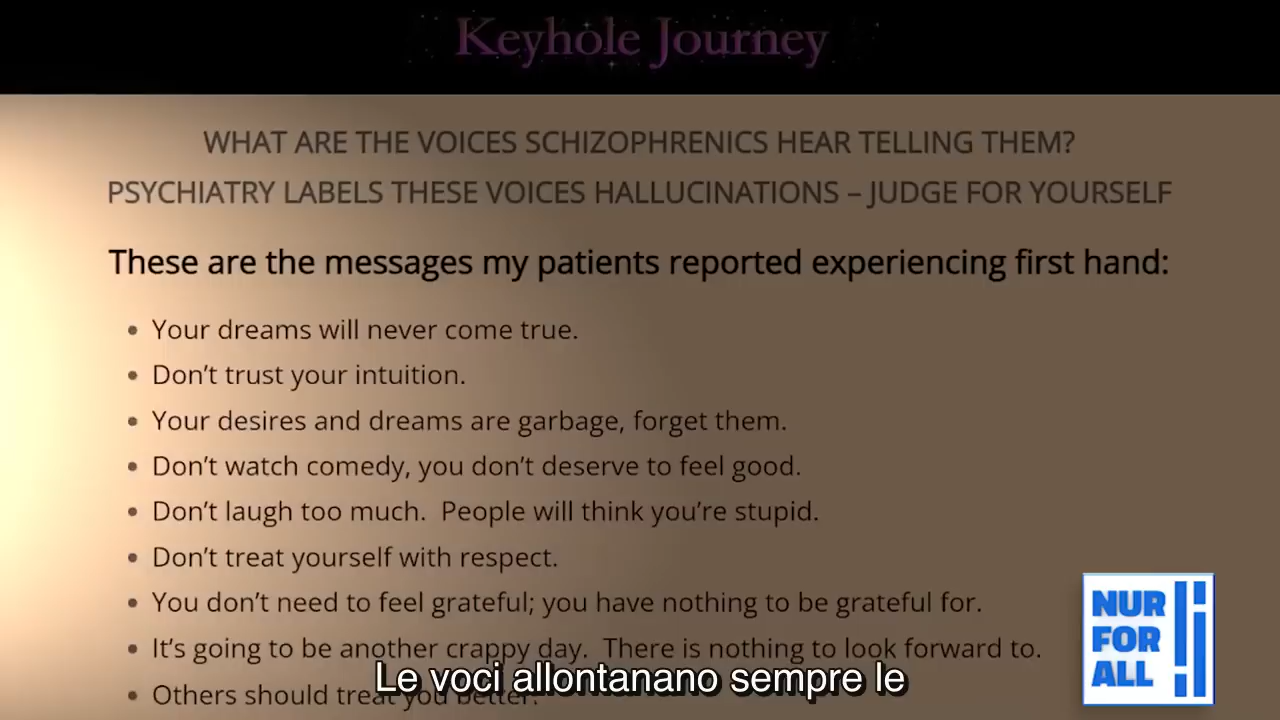 Keyhole Journey
WHAT ARE THE VOICES SCHIZOPHRENICS HEAR TELLING THEM?
PSYCHIATRY LABELS THESE VOICES HALLUCINATIONS – JUDGE FOR YOURSELF
These are the messages my patients reported experiencing first hand:
• Your dreams will never come true.
• Don’t trust your intuition.
• Your desires and dreams are garbage, forget them.
• Don’t watch comedy, you don’t deserve to feel good.
• Don’t laugh too much.  People will think you’re stupid.
• Don’t treat yourself with respect.
• You don’t need to feel grateful; you have nothing to be grateful for.
• It’s going to be another crappy day.  There is nothing to look forward to.
• Others should treat you better.
Le voci allontanano sempre le
NUR
FOR
ALL